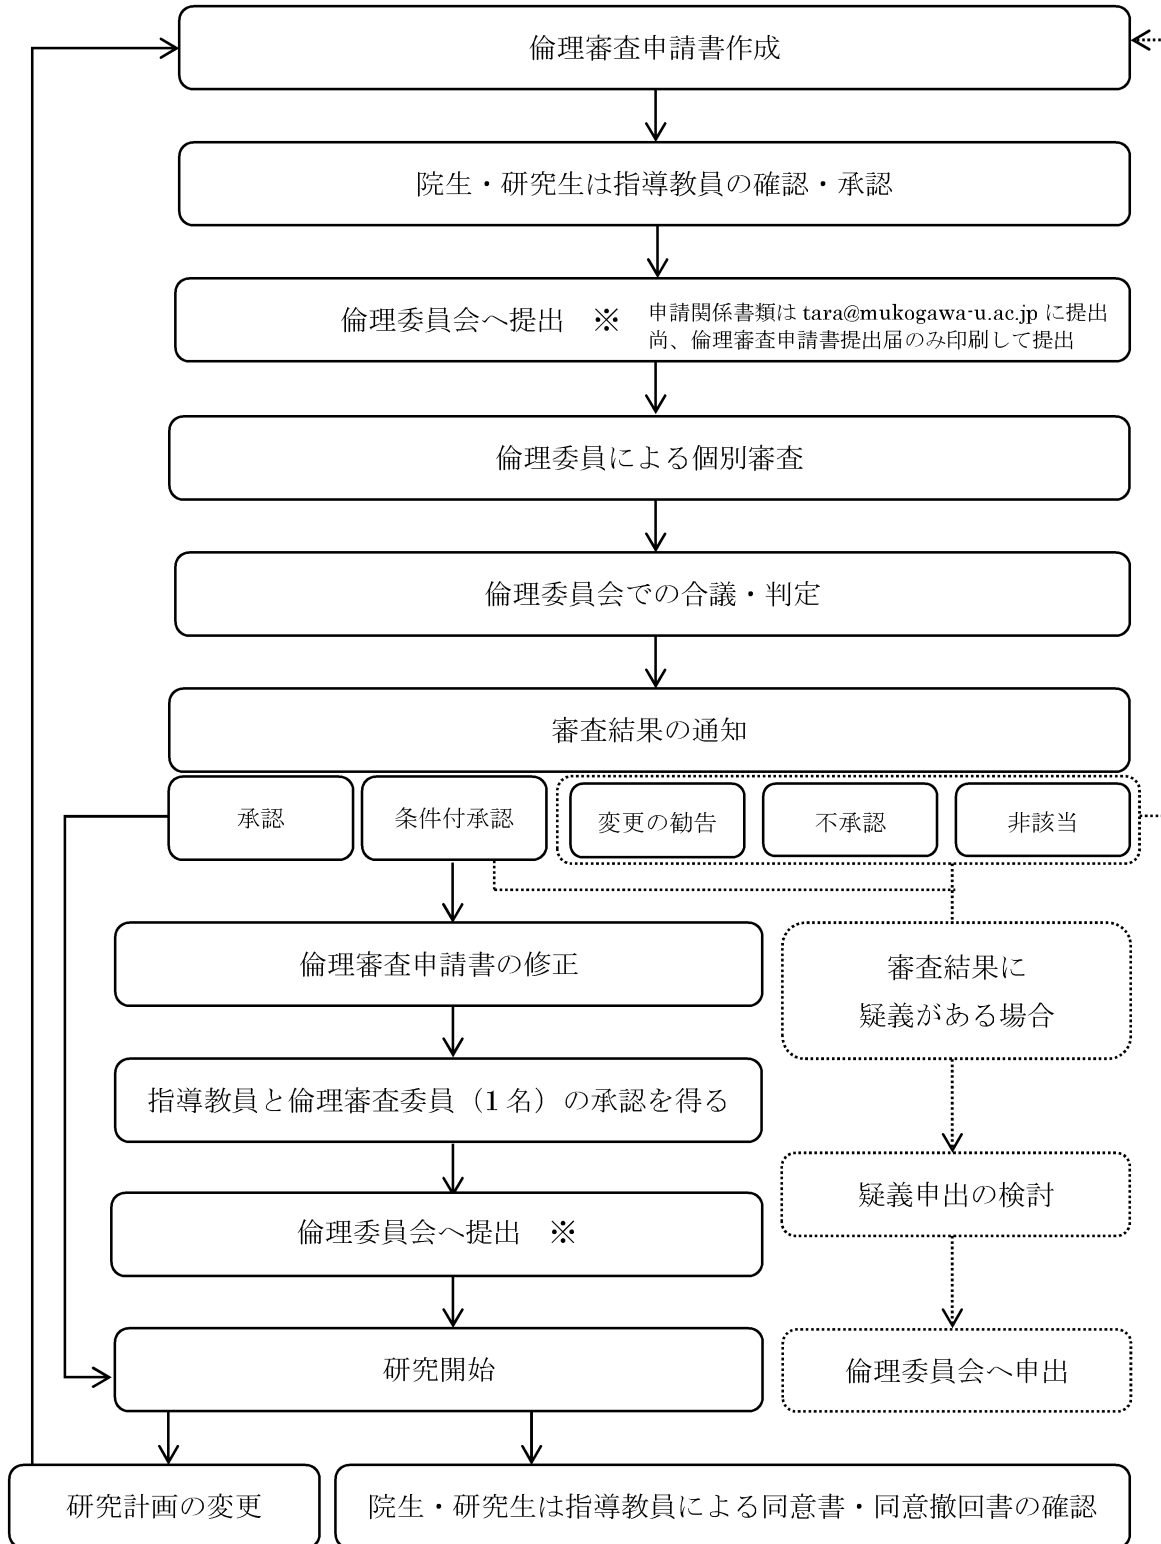 倫理審査申請書作成
院生・研究生は指導教員の確認・承認
倫理委員会へ提出　※
申請関係書類は tara@mukogawa-u.ac.jp に提出
尚、倫理審査申請書提出届のみ印刷して提出
倫理委員による個別審査
倫理委員会での合議・判定
審査結果の通知
承認
条件付承認
変更の勧告
不承認
非該当
倫理審査申請書の修正
審査結果に
疑義がある場合
指導教員と倫理審査委員（1 名）の承認を得る
疑義申出の検討
倫理委員会へ提出　※
研究開始
倫理委員会へ申出
研究計画の変更
院生・研究生は指導教員による同意書・同意撤回書の確認